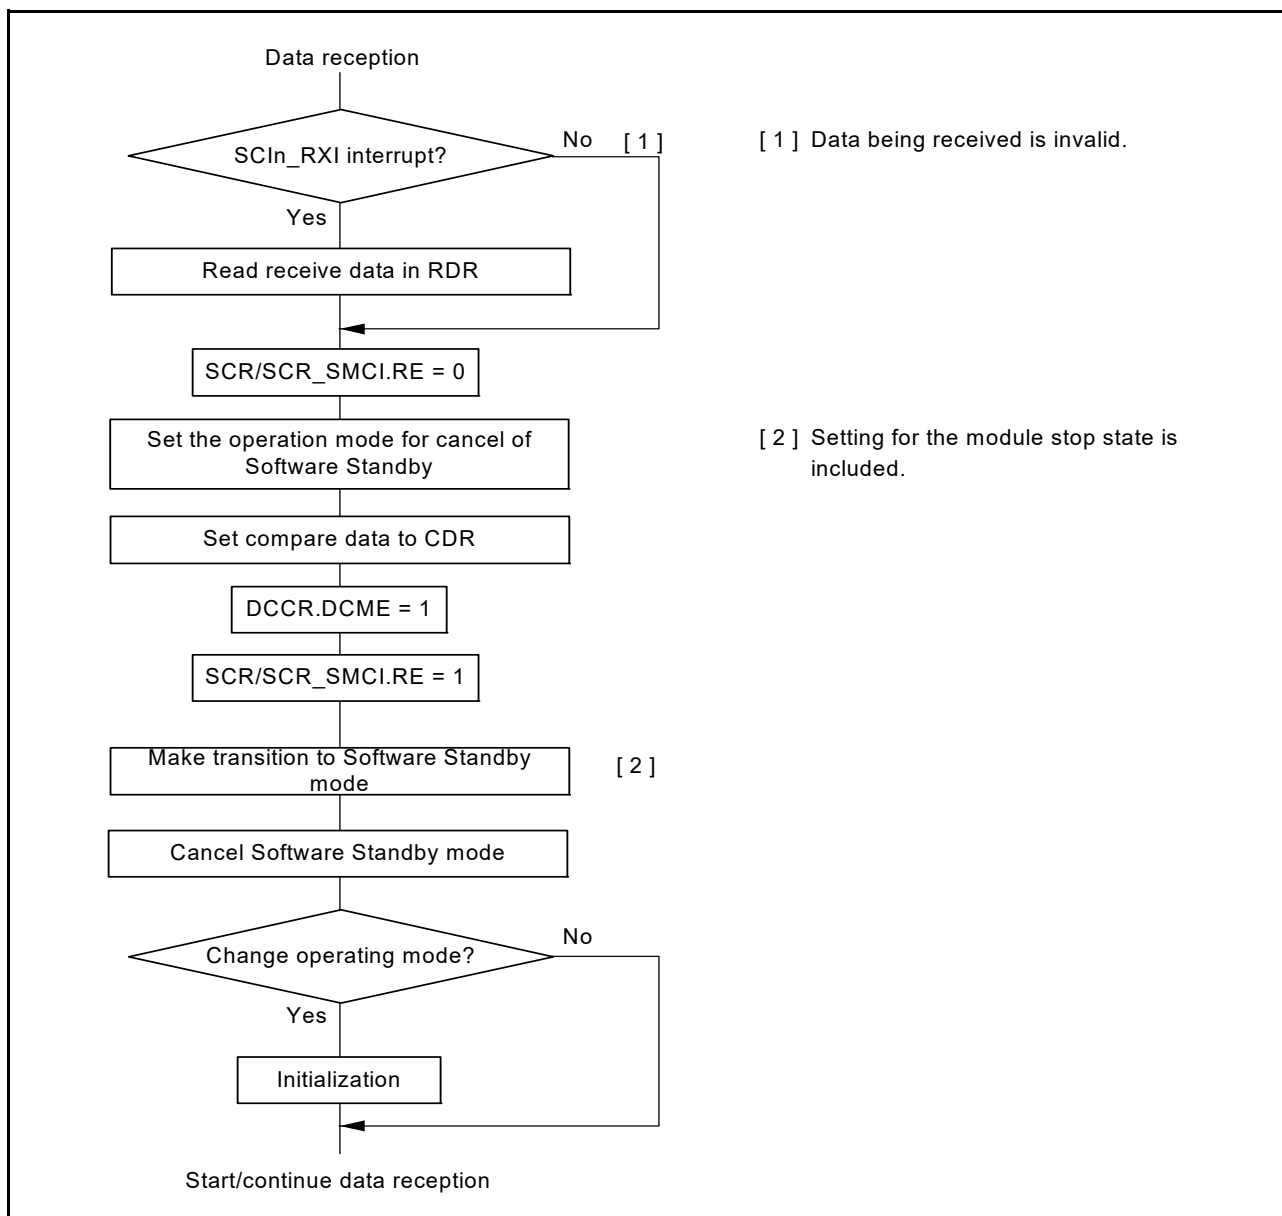 Data reception
SCIn_RXI interrupt?
No [ 1 ]
[ 1 ] Data being received is invalid.
Yes
Read receive data in RDR
SCR/SCR_SMCI.RE = 0
Set the operation mode for cancel of
Software Standby
[ 2 ] Setting for the module stop state is
included.
Set compare data to CDR
DCCR.DCME = 1
SCR/SCR_SMCI.RE = 1
Make transition to Software Standby
mode
[ 2 ]
Cancel Software Standby mode
Change operating mode?
No
Yes
Initialization
Start/continue data reception